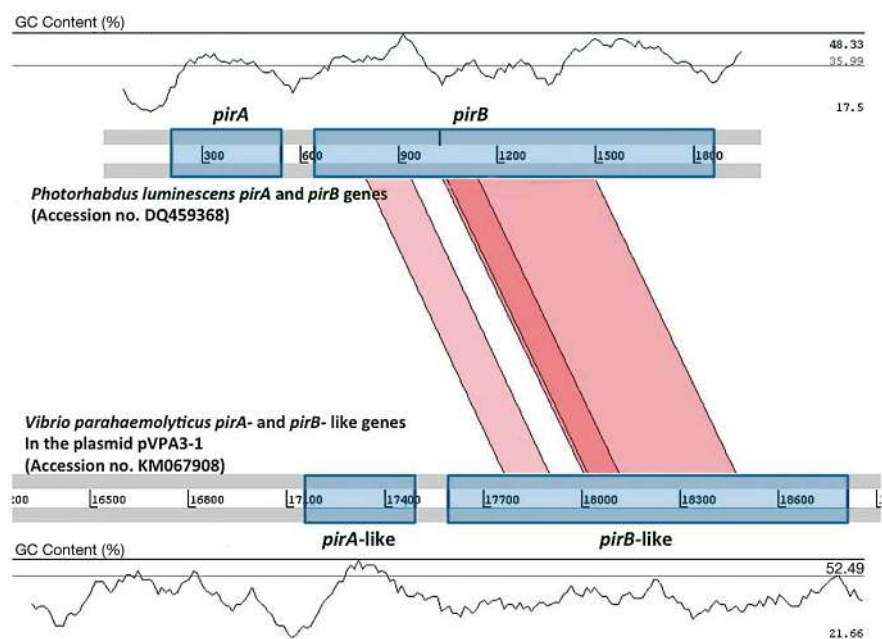 GC Content (%)
48.33
35.99
17.5
pirA pirB
300 600 900 1200 1500 1800
Photorhabdus luminescens pirA and pirB genes
(Accession no. DQ459368)
Vibrio parahaemolyticus pirA- and pirB- like genes
In the plasmid pVPA3-1
(Accession no. KM067908)
16500 16800 17100 17400 17700 18000 18300 18600
pirA-like pirB-like
GC Content (%)
52.49
21.66